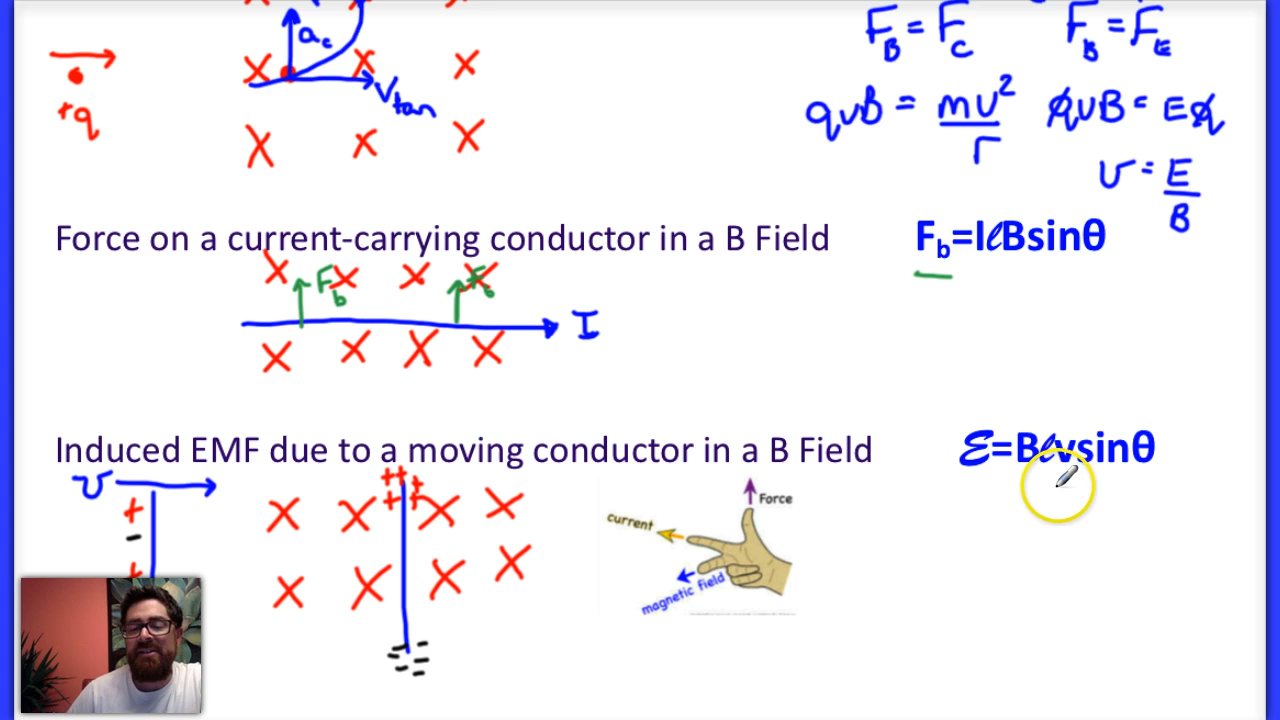 a_c
F_B = F_C
F_B = F_E
+q
V_tan
qvB = mv²/r
qvB = Eq
v = E/B
X X
X X X
Force on a current-carrying conductor in a B Field
F_b=IℓBsinθ
X X X X
F_b F_b
I
X X X X
Induced EMF due to a moving conductor in a B Field
ℰ=Bℓvsinθ
v
++
++
+
-
+
X X X X
Force
current
magnetic field
X X X X
- -
- -
- -